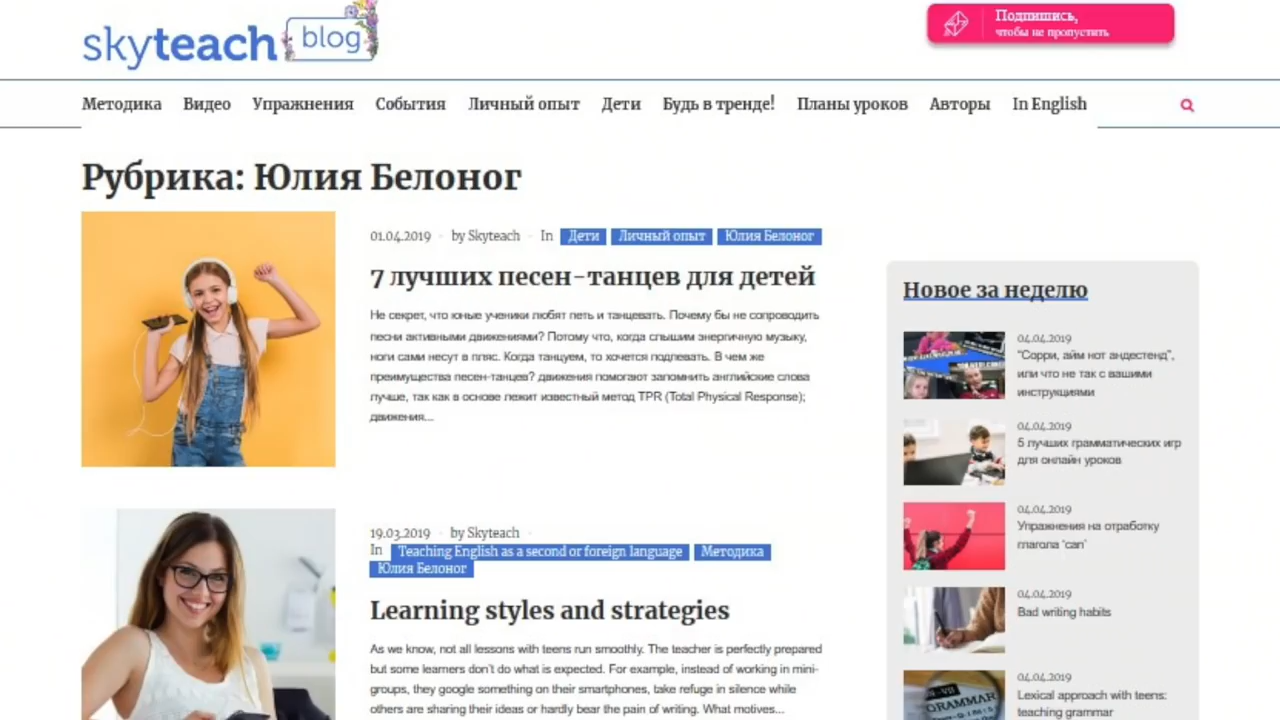 skyteach blog
Подпишись,
чтобы не пропустить
Методика Видео Упражнения События Личный опыт Дети Будь в тренде! Планы уроков Авторы In English
Рубрика: Юлия Белоног
01.04.2019 by Skyteach In Дети Личный опыт Юлия Белоног
7 лучших песен-танцев для детей
Не секрет, что юные ученики любят петь и танцевать. Почему бы не сопроводить
песни активными движениями? Потому что, когда слышим энергичную музыку,
ноги сами несут в пляс. Когда танцуем, то хочется подпевать. В чем же
преимущества песен-танцев? движения помогают запомнить английские слова
лучше, так как в основе лежит известный метод TPR (Total Physical Response);
движения...
19.03.2019 by Skyteach
In Teaching English as a second or foreign language Методика
Юлия Белоног
Learning styles and strategies
As we know, not all lessons with teens run smoothly. The teacher is perfectly prepared
but some learners don't do what is expected. For example, instead of working in mini-
groups, they google something on their smartphones, take refuge in silence while
others are sharing their ideas or hardly bear the pain of writing. What motives...
Новое за неделю
04.04.2019
"Сорри, айм нот андестенд",
или что не так с вашими
инструкциями
04.04.2019
5 лучших грамматических игр
для онлайн уроков
04.04.2019
Упражнения на отработку
глагола 'can'
04.04.2019
Bad writing habits
04.04.2019
Lexical approach with teens:
teaching grammar
GRAMMAR